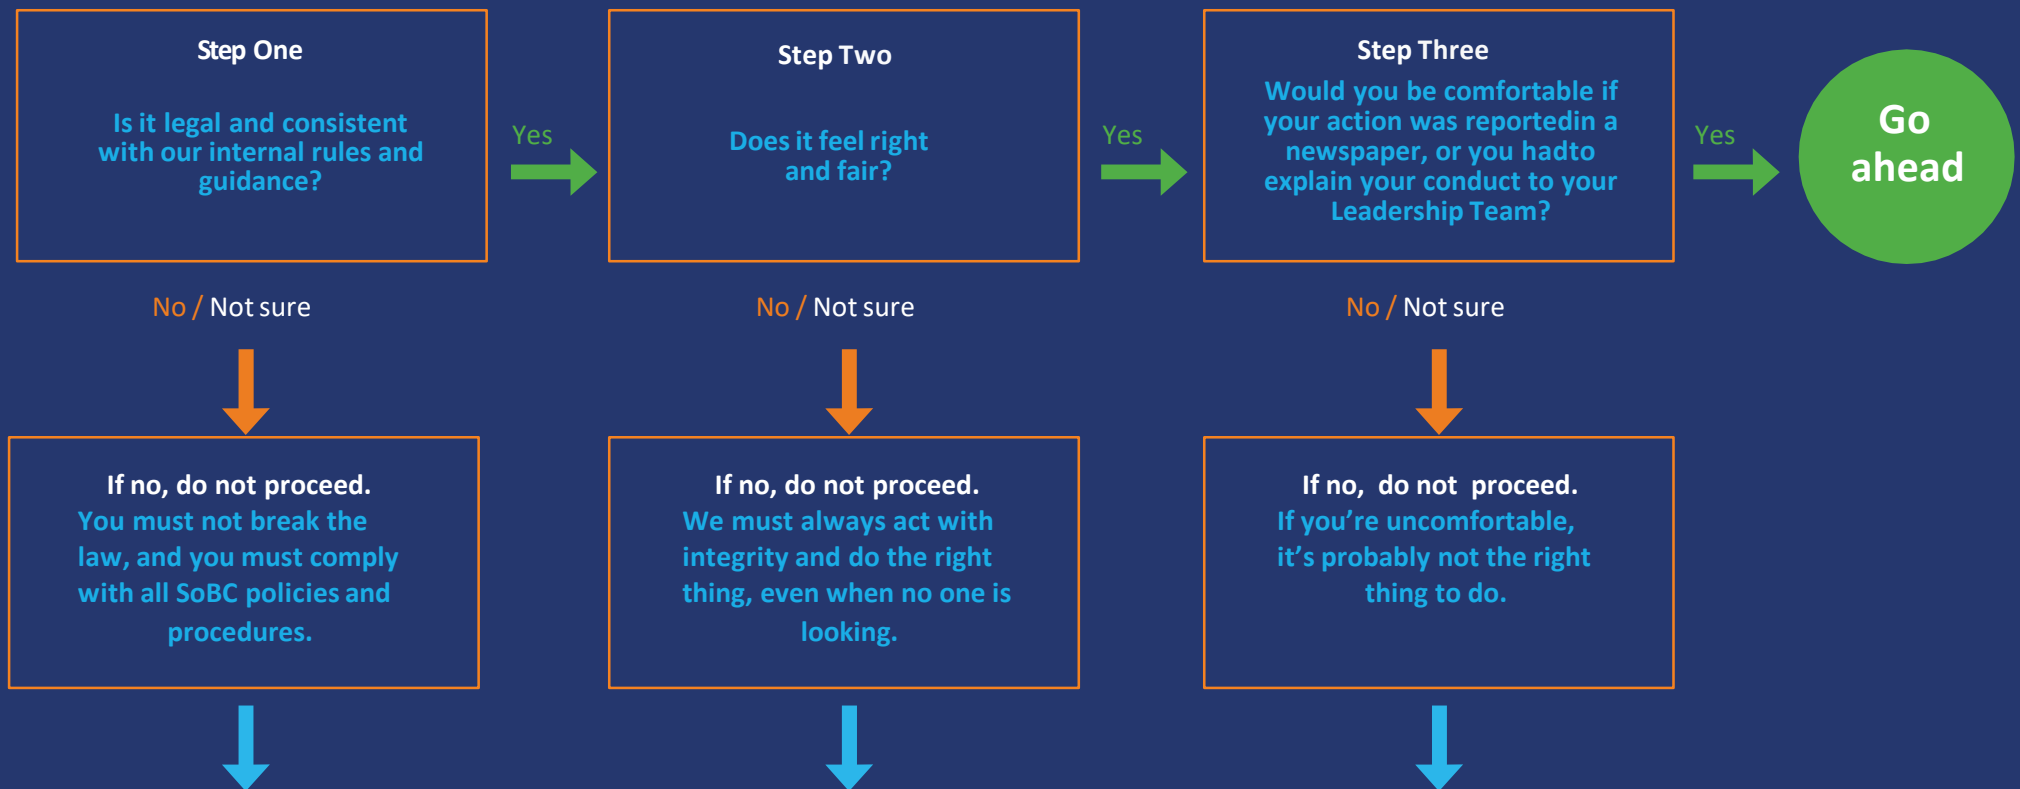 Step One
Is it legal and consistent
with our internal rules and
guidance?
Yes
Step Two
Does it feel right
and fair?
Yes
Step Three
Would you be comfortable if
your action was reportedin a
newspaper, or you hadto
explain your conduct to your
Leadership Team?
Yes
Go
ahead
No / Not sure
No / Not sure
No / Not sure
If no, do not proceed.
You must not break the
law, and you must comply
with all SoBC policies and
procedures.
If no, do not proceed.
We must always act with
integrity and do the right
thing, even when no one is
looking.
If no, do not proceed.
If you’re uncomfortable,
it’s probably not the right
thing to do.